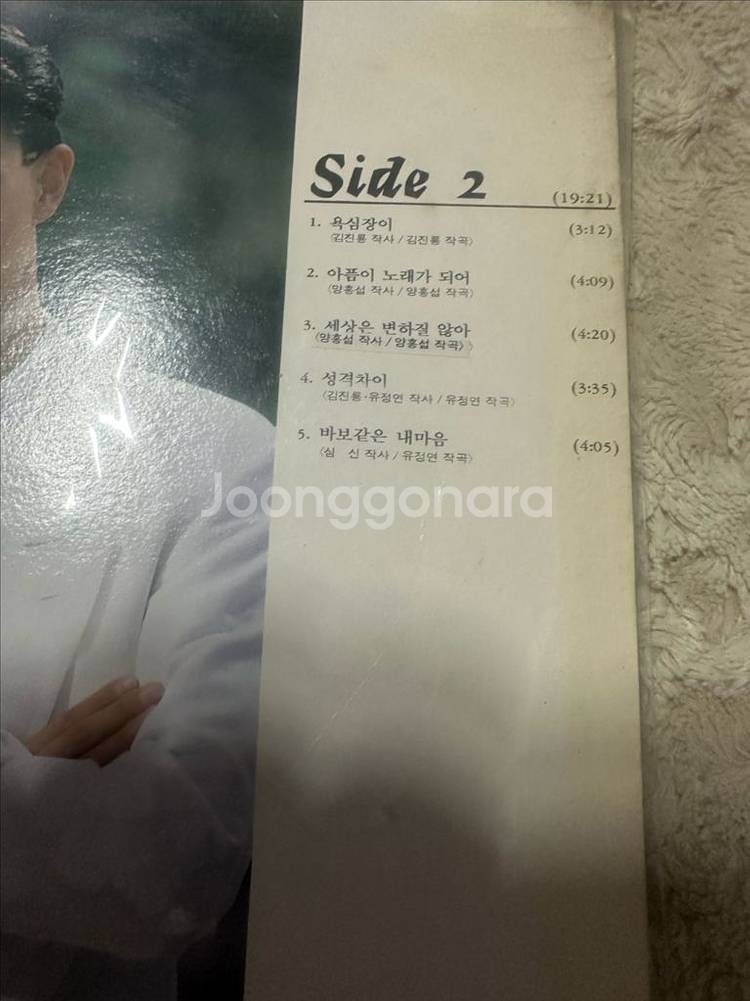 Side 2 (19:21)
1. 욕심장이 (3:12)
〈김진룡 작사 / 김진룡 작곡〉
2. 아픔이 노래가 되어 (4:09)
〈양홍섭 작사 / 양홍섭 작곡〉
3. 세상은 변하질 않아 (4:20)
〈양홍섭 작사 / 양홍섭 작곡〉〉
4. 성격차이 (3:35)
〈김진룡·유정연 작사 / 유정연 작곡〉
5. 바보같은 내마음 (4:05)
〈심 신 작사 / 유정연 작곡〉
Joonggonara